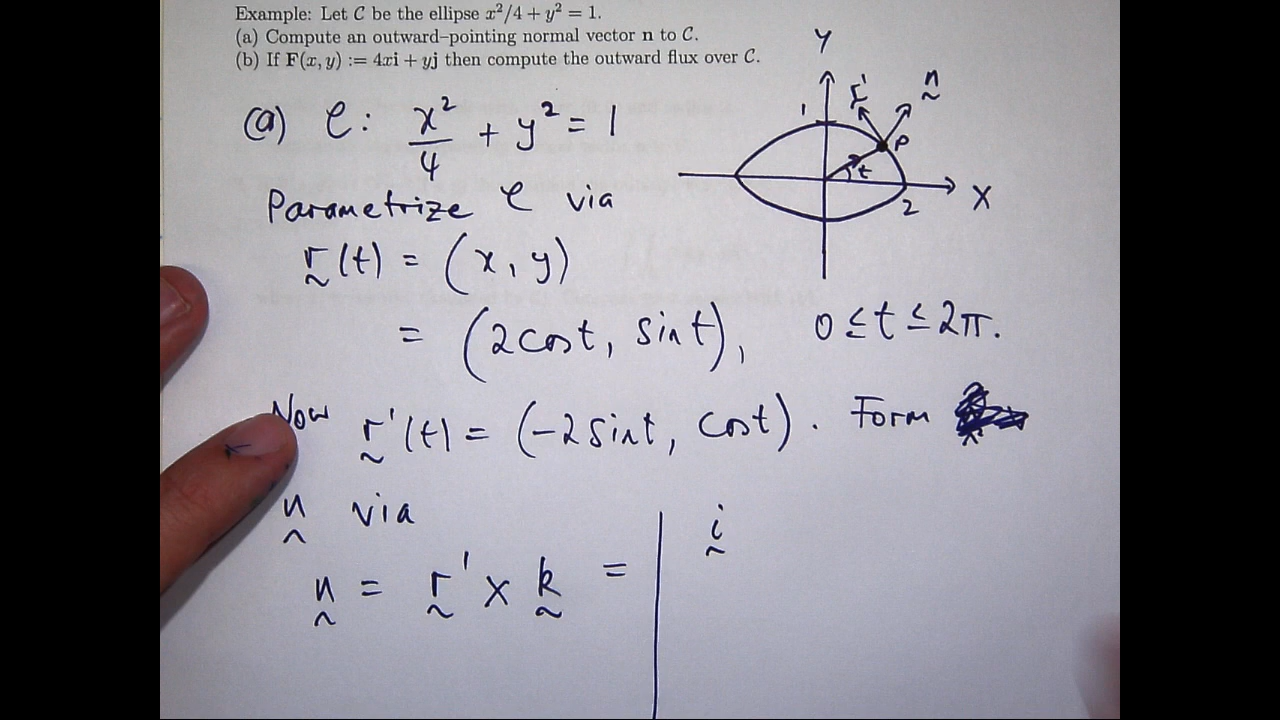 Example: Let C be the ellipse x²/4 + y² = 1.
(a) Compute an outward–pointing normal vector n to C.
(b) If F(x, y) := 4xi + yj then compute the outward flux over C.
(a) C: x²/4 + y² = 1
Y
1
r'
n
P
t
2
X
Parametrize C via
r(t) = (x, y)
= (2cost, sint), 0 ≤ t ≤ 2π.
Now r'(t) = (-2sint, cost). Form
n via
n = r' × k = | i